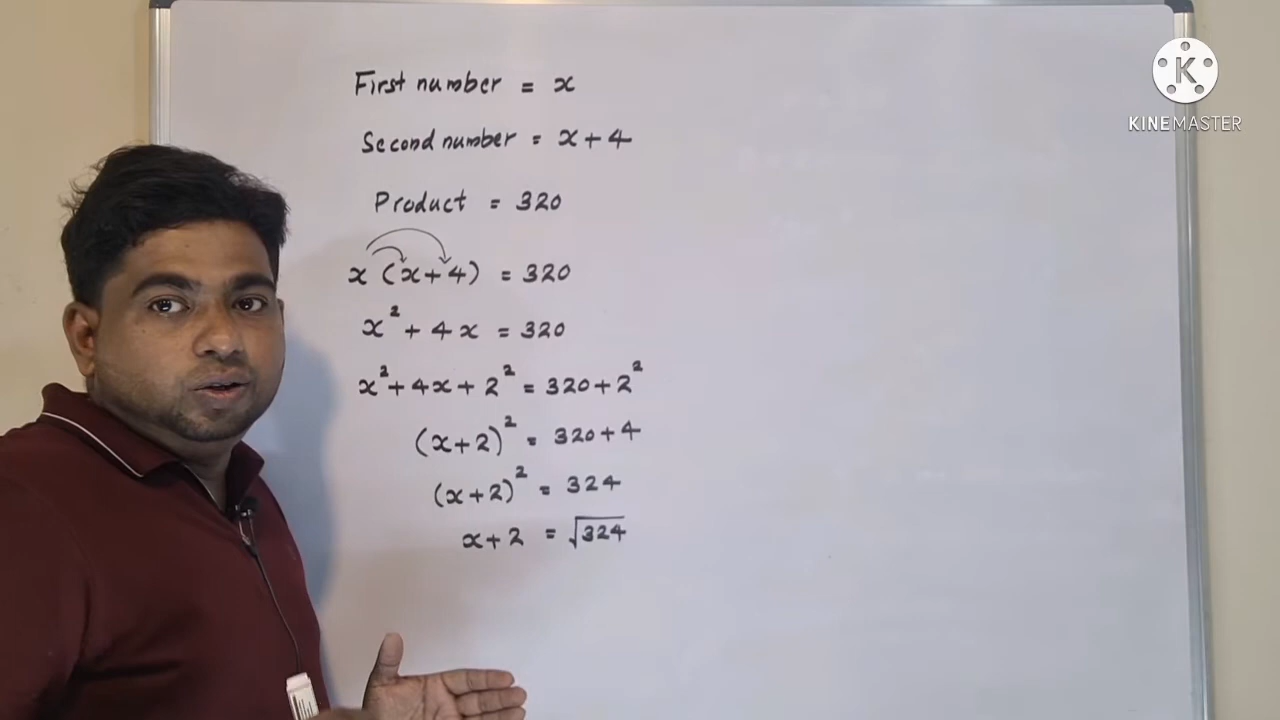 First number = x
Second number = x + 4
Product = 320
x (x + 4) = 320
x² + 4x = 320
x² + 4x + 2² = 320 + 2²
(x + 2)² = 320 + 4
(x + 2)² = 324
x + 2 = √324
K
KINEMASTER